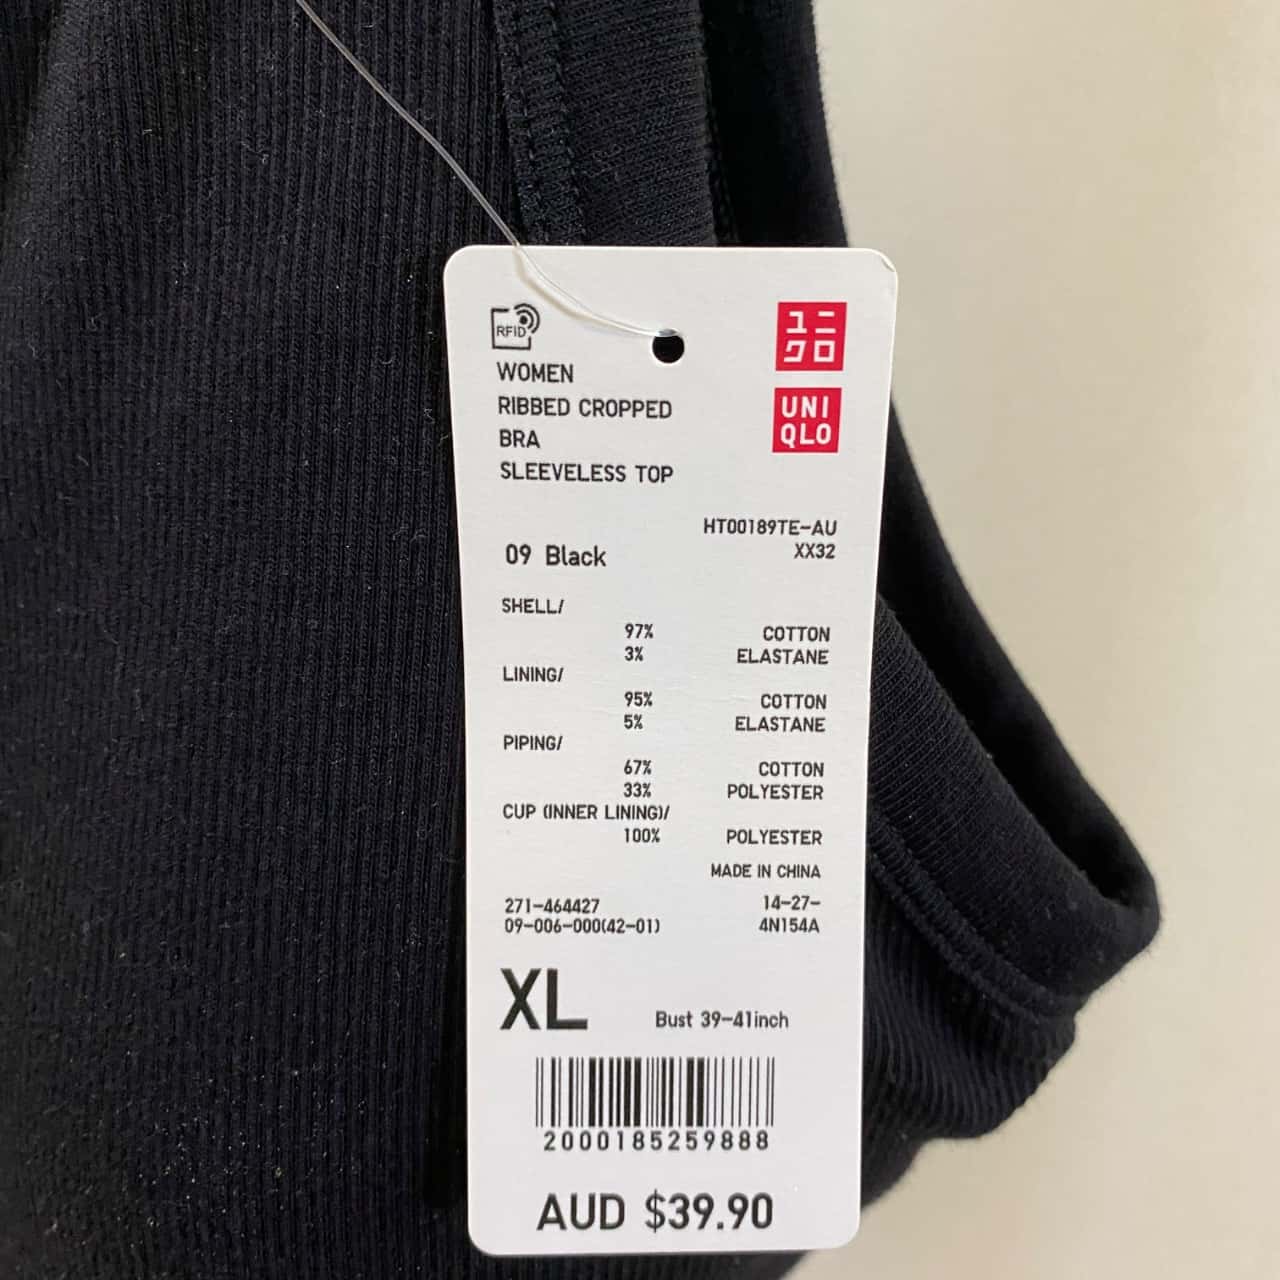 RFID
ユニ
クロ
WOMEN
RIBBED CROPPED
BRA
SLEEVELESS TOP
UNI
QLO
HT00189TE-AU
XX32
09 Black
SHELL/
97% COTTON
3% ELASTANE
LINING/
95% COTTON
5% ELASTANE
PIPING/
67% COTTON
33% POLYESTER
CUP (INNER LINING)/
100% POLYESTER
MADE IN CHINA
271-464427 14-27-
09-006-000(42-01) 4N154A
XL Bust 39-41inch
2000185259888
AUD $39.90